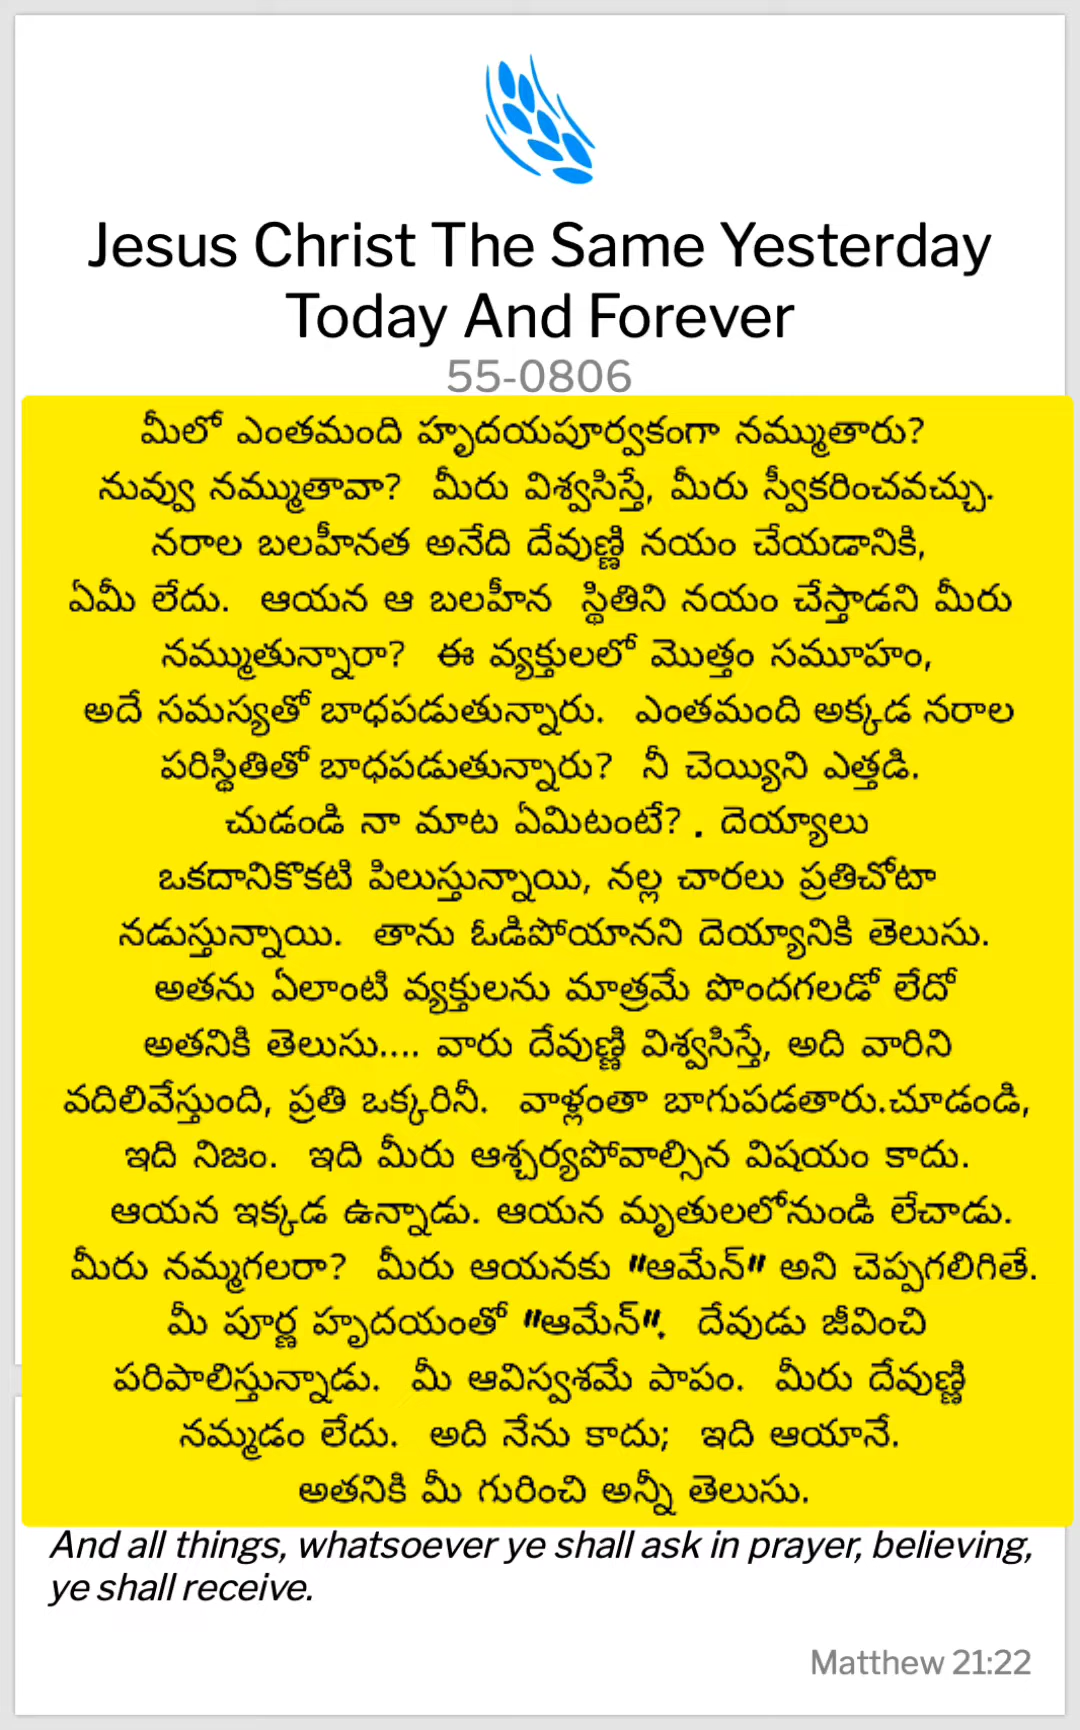 Jesus Christ The Same Yesterday
Today And Forever
55-0806
మీలో ఎంతమంది హృదయపూర్వకంగా నమ్ముతారు?
నువ్వు నమ్ముతావా? మీరు విశ్వసిస్తే, మీరు స్వీకరించవచ్చు.
నరాల బలహీనత అనేది దేవుణ్ణి నయం చేయడానికి,
ఏమీ లేదు. ఆయన ఆ బలహీన స్థితిని నయం చేస్తాడని మీరు
నమ్ముతున్నారా? ఈ వ్యక్తులలో మొత్తం సమూహం,
అదే సమస్యతో బాధపడుతున్నారు. ఎంతమంది అక్కడ నరాల
పరిస్థితితో బాధపడుతున్నారు? నీ చెయ్యిని ఎత్తడి.
చుడండి నా మాట ఏమిటంటే? . దెయ్యాలు
ఒకదానికొకటి పిలుస్తున్నాయి, నల్ల చారలు ప్రతిచోటా
నడుస్తున్నాయి. తాను ఓడిపోయానని దెయ్యానికి తెలుసు.
అతను ఏలాంటి వ్యక్తులను మాత్రమే పొందగలడో లేదో
అతనికి తెలుసు.... వారు దేవుణ్ణి విశ్వసిస్తే, అది వారిని
వదిలివేస్తుంది, ప్రతి ఒక్కరినీ. వాళ్లంతా బాగుపడతారు.చూడండి,
ఇది నిజం. ఇది మీరు ఆశ్చర్యపోవాల్సిన విషయం కాదు.
ఆయన ఇక్కడ ఉన్నాడు. ఆయన మృతులలోనుండి లేచాడు.
మీరు నమ్మగలరా? మీరు ఆయనకు "ఆమేన్" అని చెప్పగలిగితే.
మీ పూర్ణ హృదయంతో "ఆమేన్". దేవుడు జీవించి
పరిపాలిస్తున్నాడు. మీ ఆవిస్వశమే పాపం. మీరు దేవుణ్ణి
నమ్మడం లేదు. అది నేను కాదు; ఇది ఆయానే.
అతనికి మీ గురించి అన్నీ తెలుసు.
And all things, whatsoever ye shall ask in prayer, believing,
ye shall receive.
Matthew 21:22